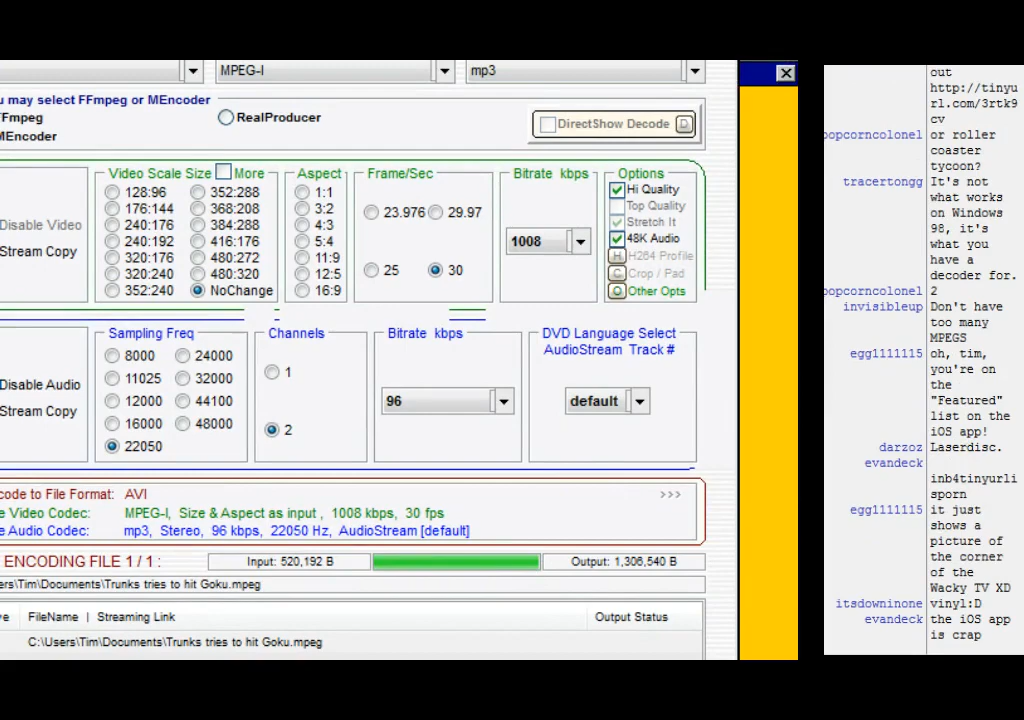 MPEG-I mp3
u may select FFmpeg or MEncoder
Fmpeg RealProducer DirectShow Decode D
MEncoder
Video Scale Size More Aspect Frame/Sec Bitrate kbps Options
128:96 352:288 1:1 Hi Quality
176:144 368:208 3:2 23.976 29.97 Top Quality
Disable Video 240:176 384:288 4:3 Stretch It
Stream Copy 240:192 416:176 5:4 1008 48K Audio
320:176 480:272 11:9 H H264 Profile
320:240 480:320 12:5 25 30 C Crop / Pad
352:240 NoChange 16:9 O Other Opts
Sampling Freq Channels Bitrate kbps DVD Language Select
AudioStream Track #
8000 24000 1
Disable Audio 11025 32000
Stream Copy 12000 44100 96 default
16000 48000 2
22050
code to File Format: AVI >>>
e Video Codec: MPEG-I, Size & Aspect as input , 1008 kbps, 30 fps
e Audio Codec: mp3, Stereo, 96 kbps, 22050 Hz, AudioStream [default]
ENCODING FILE 1 / 1 : Input: 520,192 B Output: 1,306,540 B
ers\Tim\Documents\Trunks tries to hit Goku.mpeg
e FileName | Streaming Link Output Status
C:\Users\Tim\Documents\Trunks tries to hit Goku.mpeg
out
http://tinyu
rl.com/3rtk9
cv
popcorncolonel or roller
coaster
tycoon?
tracertongg It's not
what works
on Windows
98, it's
what you
have a
decoder for.
popcorncolonel 2
invisibleup Don't have
too many
MPEGS
egg1111115 oh, tim,
you're on
the
"Featured"
list on the
iOS app!
darzoz Laserdisc.
evandeck
inb4tinyurli
sporn
egg1111115 it just
shows a
picture of
the corner
of the
Wacky TV XD
itsdowninone vinyl:D
evandeck the iOS app
is crap